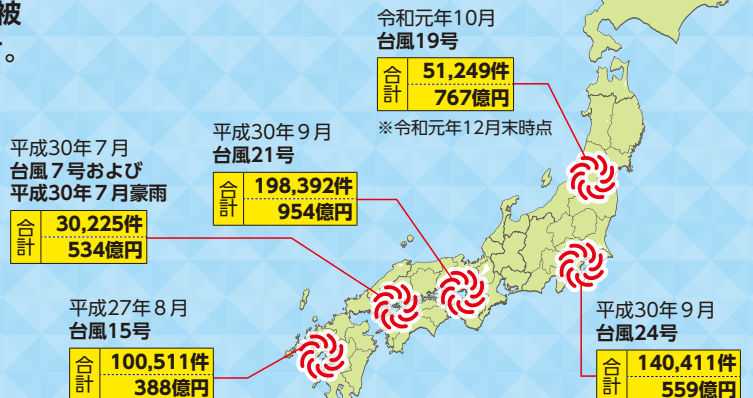 被
。
令和元年10月
台風19号
合計
51,249件
767億円
※令和元年12月末時点
平成30年9月
台風21号
合計
198,392件
954億円
平成30年7月
台風7号および
平成30年7月豪雨
合計
30,225件
534億円
平成27年8月
台風15号
合計
100,511件
388億円
平成30年9月
台風24号
合計
140,411件
559億円